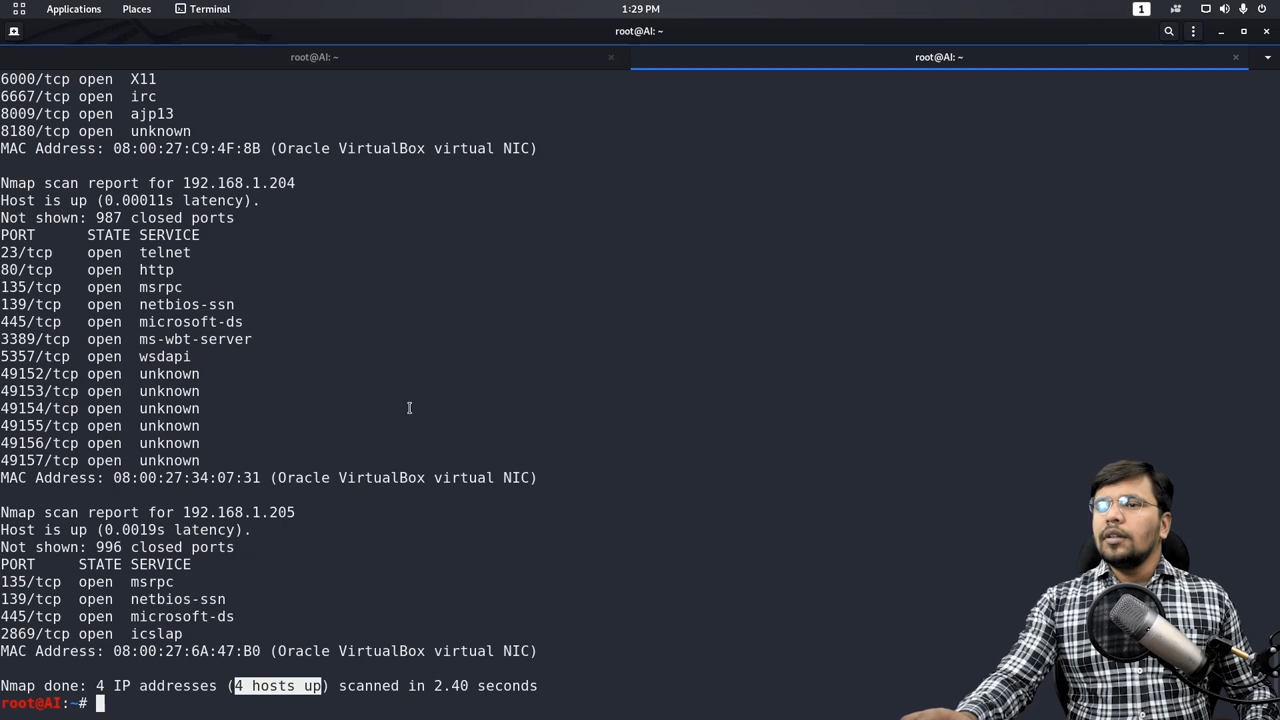 Applications Places Terminal 1:29 PM 1
root@AI: ~
root@AI: ~ root@AI: ~
6000/tcp open  X11
6667/tcp open  irc
8009/tcp open  ajp13
8180/tcp open  unknown
MAC Address: 08:00:27:C9:4F:8B (Oracle VirtualBox virtual NIC)
Nmap scan report for 192.168.1.204
Host is up (0.00011s latency).
Not shown: 987 closed ports
PORT      STATE SERVICE
23/tcp    open  telnet
80/tcp    open  http
135/tcp   open  msrpc
139/tcp   open  netbios-ssn
445/tcp   open  microsoft-ds
3389/tcp  open  ms-wbt-server
5357/tcp  open  wsdapi
49152/tcp open  unknown
49153/tcp open  unknown
49154/tcp open  unknown
49155/tcp open  unknown
49156/tcp open  unknown
49157/tcp open  unknown
MAC Address: 08:00:27:34:07:31 (Oracle VirtualBox virtual NIC)
Nmap scan report for 192.168.1.205
Host is up (0.0019s latency).
Not shown: 996 closed ports
PORT     STATE SERVICE
135/tcp  open  msrpc
139/tcp  open  netbios-ssn
445/tcp  open  microsoft-ds
2869/tcp open  icslap
MAC Address: 08:00:27:6A:47:B0 (Oracle VirtualBox virtual NIC)
Nmap done: 4 IP addresses (4 hosts up) scanned in 2.40 seconds
root@AI:~#